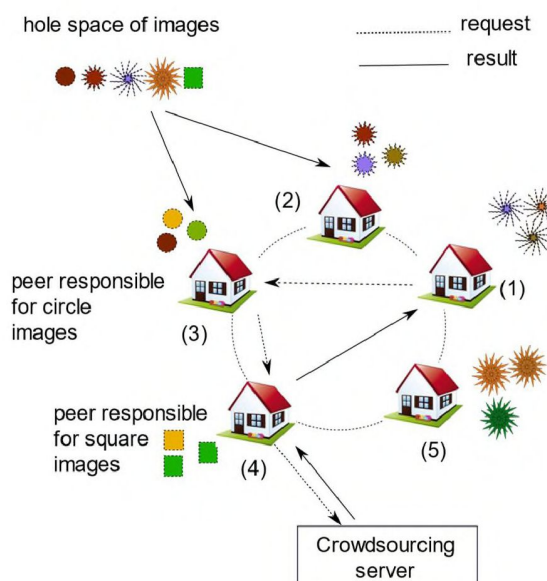 hole space of images
request
result
(2)
(1)
peer responsible
for circle
images
(3)
peer responsible
for square
images
(4)
(5)
Crowdsourcing
server